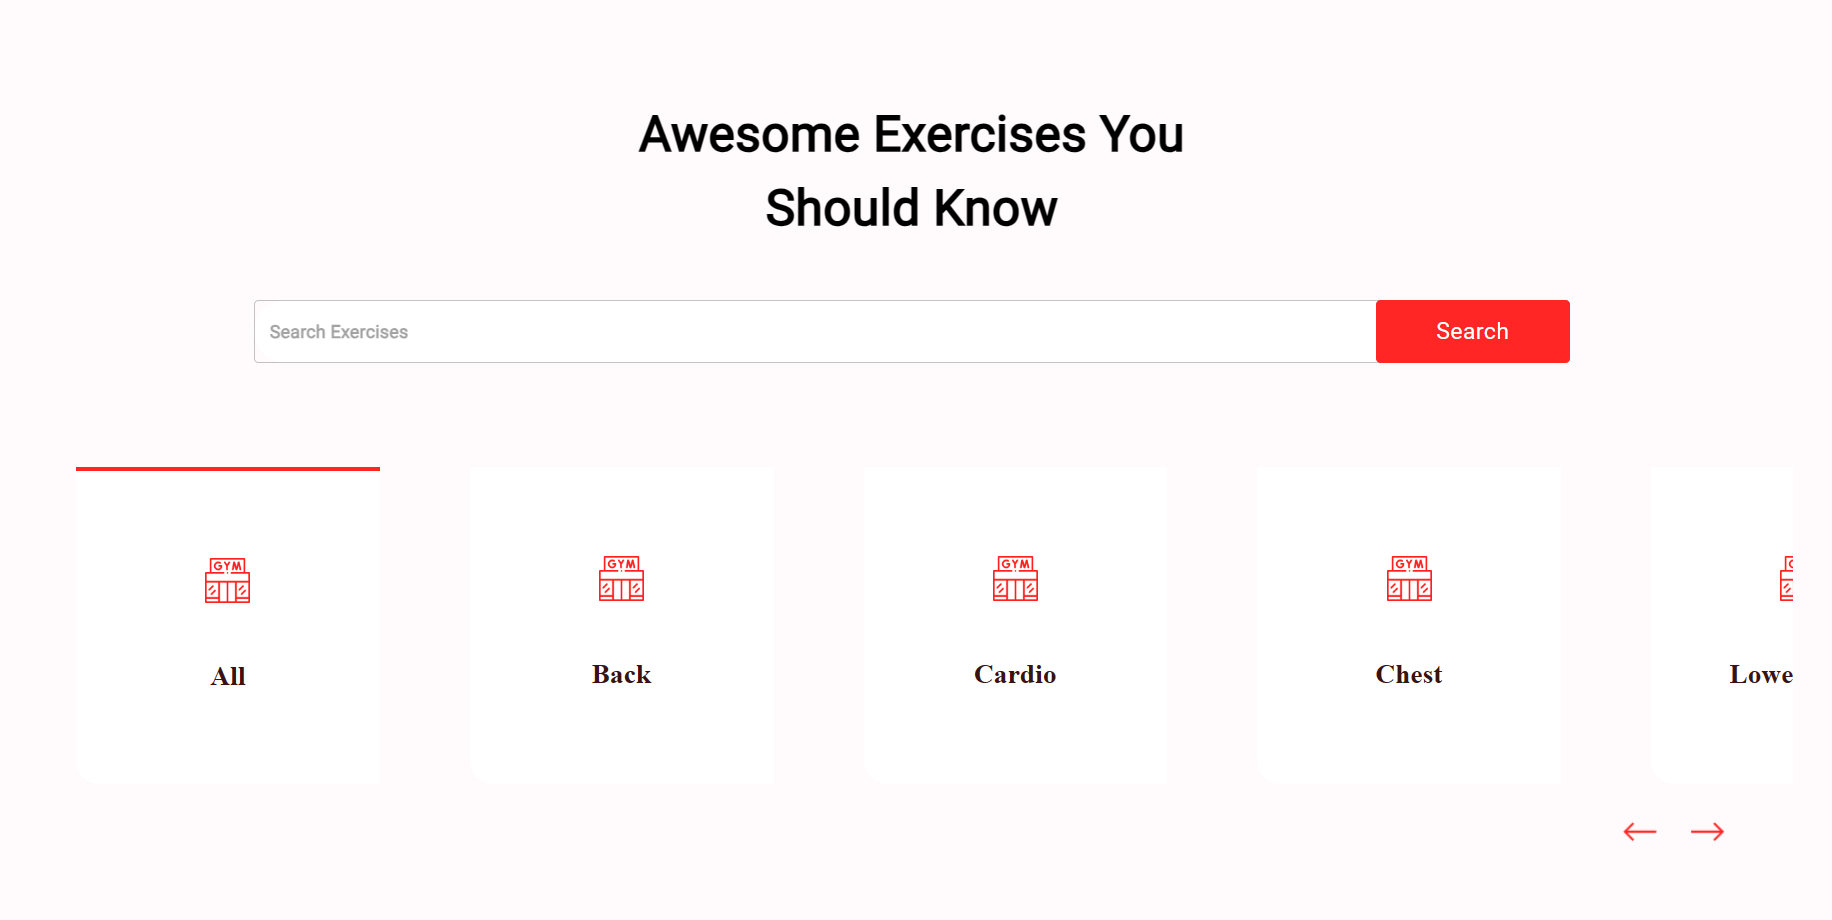 Awesome Exercises You
Should Know
Search Exercises
Search
GYM
GYM
GYM
GYM
All
Back
Cardio
Chest
Lowe